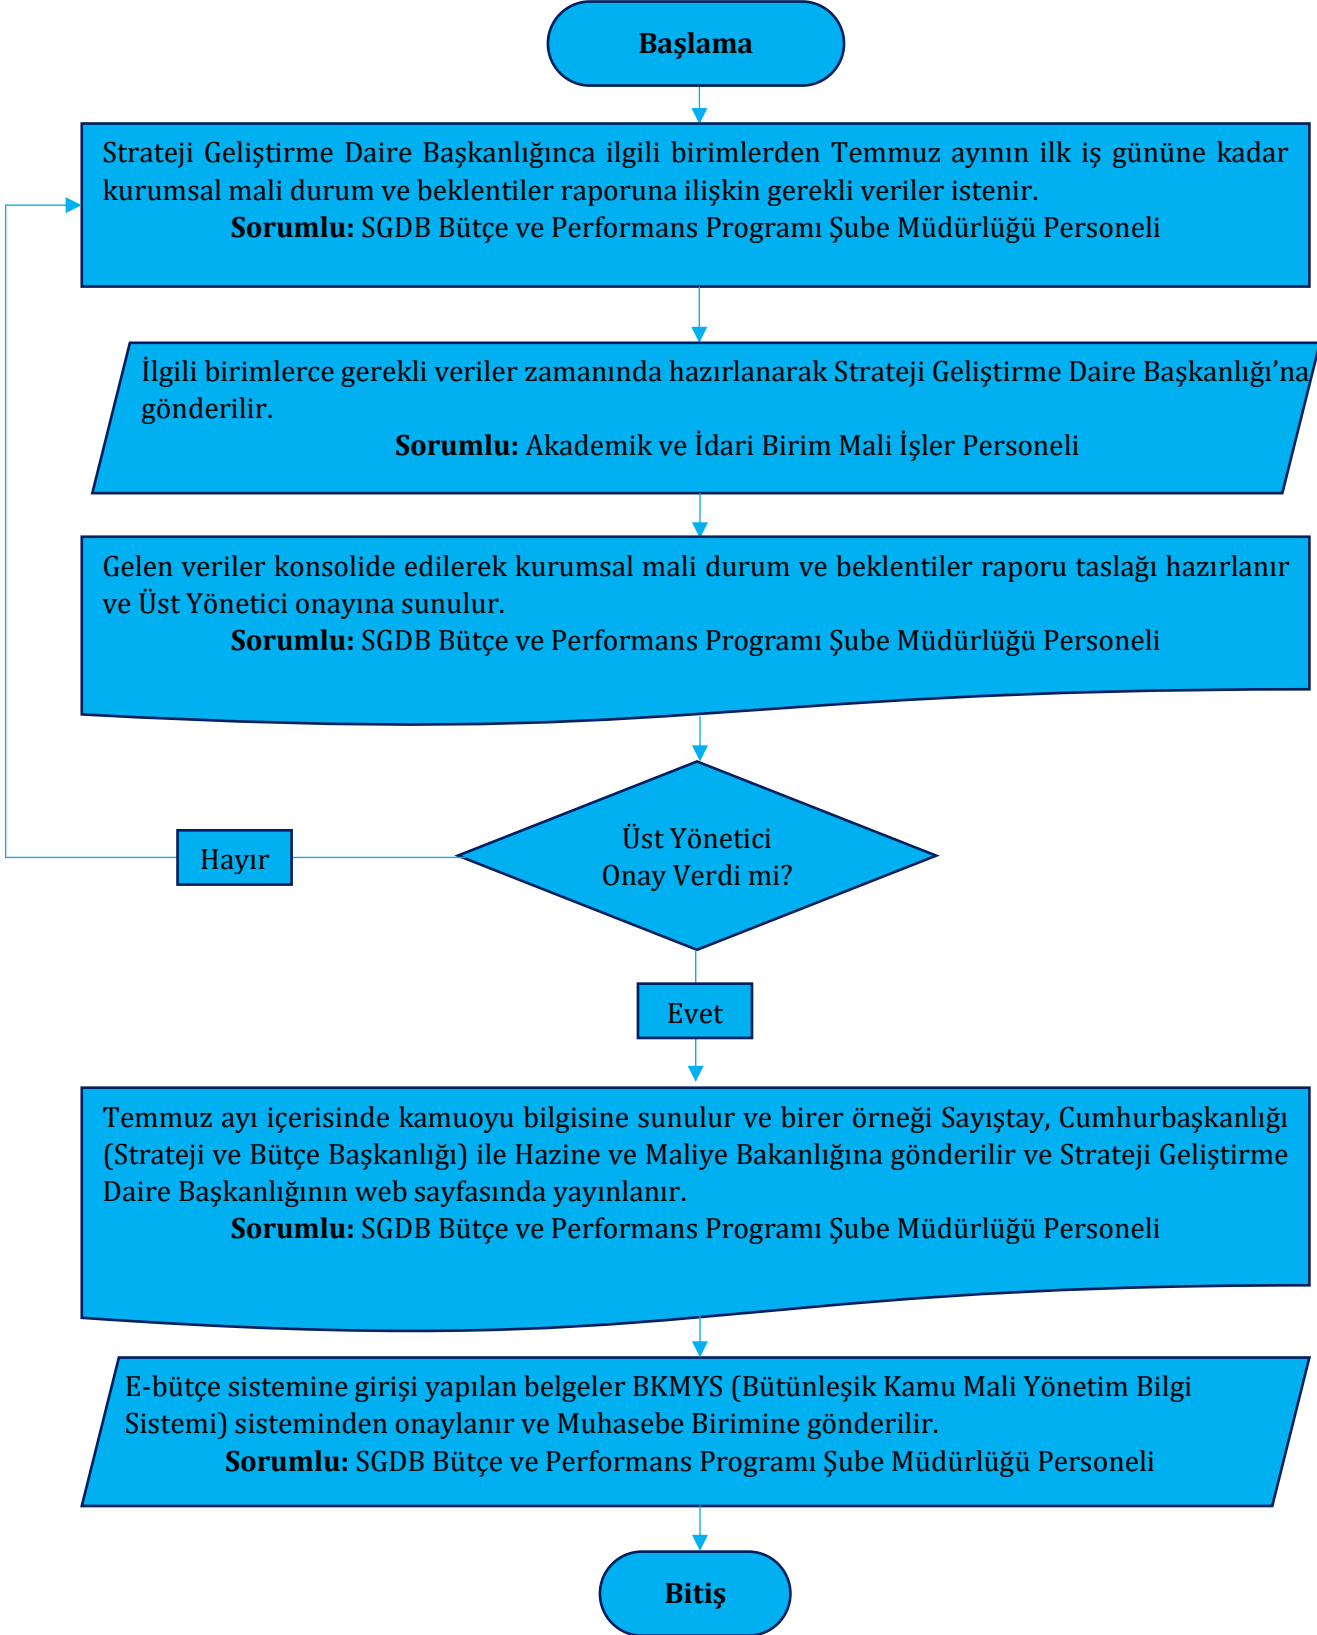 Başlama
Strateji Geliştirme Daire Başkanlığınca ilgili birimlerden Temmuz ayının ilk iş gününe kadar
kurumsal mali durum ve beklentiler raporuna ilişkin gerekli veriler istenir.
Sorumlu: SGDB Bütçe ve Performans Programı Şube Müdürlüğü Personeli
İlgili birimlerce gerekli veriler zamanında hazırlanarak Strateji Geliştirme Daire Başkanlığı’na
gönderilir.
Sorumlu: Akademik ve İdari Birim Mali İşler Personeli
Gelen veriler konsolide edilerek kurumsal mali durum ve beklentiler raporu taslağı hazırlanır
ve Üst Yönetici onayına sunulur.
Sorumlu: SGDB Bütçe ve Performans Programı Şube Müdürlüğü Personeli
Üst Yönetici
Onay Verdi mi?
Hayır
Evet
Temmuz ayı içerisinde kamuoyu bilgisine sunulur ve birer örneği Sayıştay, Cumhurbaşkanlığı
(Strateji ve Bütçe Başkanlığı) ile Hazine ve Maliye Bakanlığına gönderilir ve Strateji Geliştirme
Daire Başkanlığının web sayfasında yayınlanır.
Sorumlu: SGDB Bütçe ve Performans Programı Şube Müdürlüğü Personeli
E-bütçe sistemine girişi yapılan belgeler BKMYS (Bütünleşik Kamu Mali Yönetim Bilgi
Sistemi) sisteminden onaylanır ve Muhasebe Birimine gönderilir.
Sorumlu: SGDB Bütçe ve Performans Programı Şube Müdürlüğü Personeli
Bitiş